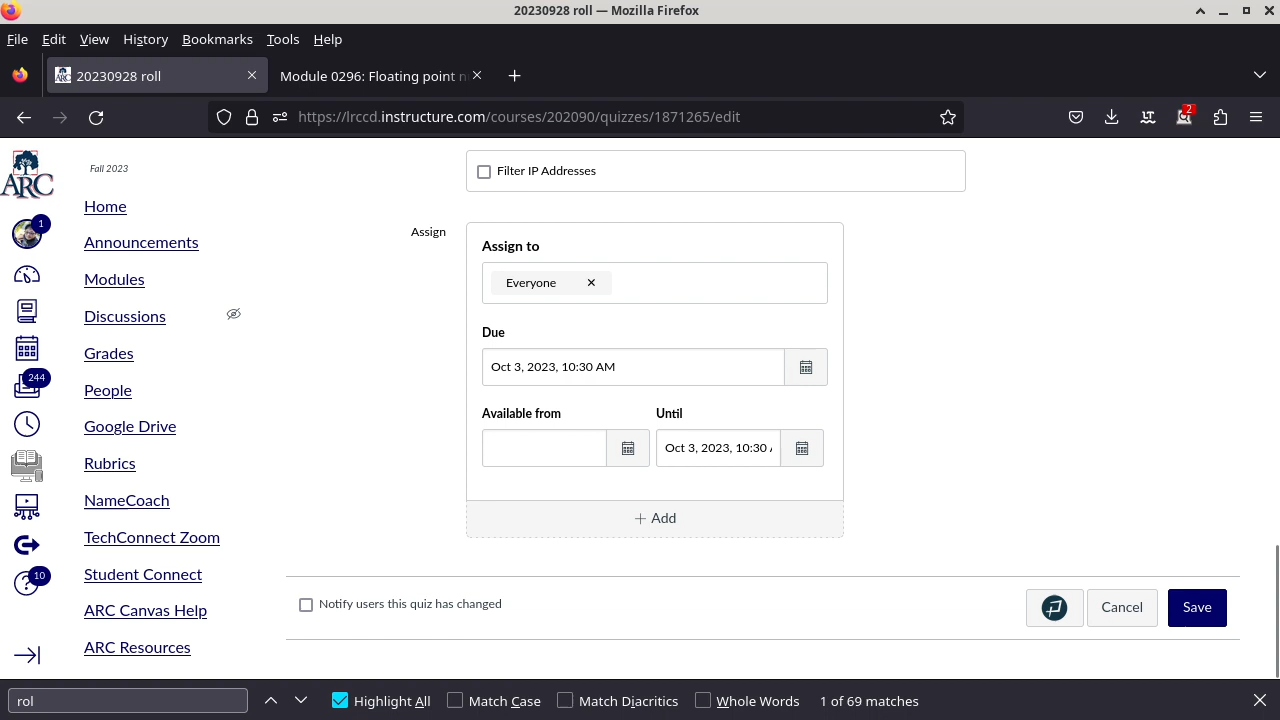 20230928 roll — Mozilla Firefox
File Edit View History Bookmarks Tools Help
20230928 roll
Module 0296: Floating point n
https://lrccd.instructure.com/courses/202090/quizzes/1871265/edit
2
ARC
Fall 2023
Filter IP Addresses
1
Home
Assign
Assign to
Announcements
Everyone
Modules
Discussions
Due
Grades
Oct 3, 2023, 10:30 AM
244
People
Available from
Until
Google Drive
Oct 3, 2023, 10:30
Rubrics
NameCoach
Add
TechConnect Zoom
10
Student Connect
Notify users this quiz has changed
Cancel
Save
ARC Canvas Help
ARC Resources
rol
Highlight All
Match Case
Match Diacritics
Whole Words
1 of 69 matches